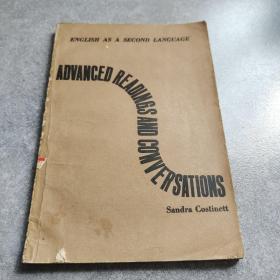 ENGLISH AS A SECOND LANGUAGE
ADVANCED READINGS AND CONVERSATIONS
Sandra Costinett